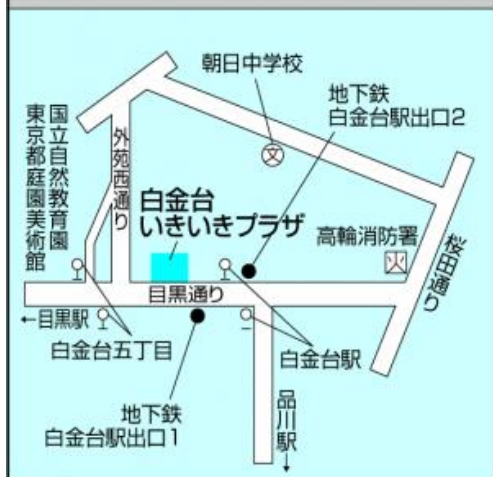 朝日中学校
地下鉄
白金台駅出口2
文
国立自然教育園
東京都庭園美術館
外苑西通り
白金台
いきいきプラザ
高輪消防署
火
桜田通り
目黒通り
←目黒駅
白金台五丁目
白金台駅
地下鉄
白金台駅出口1
品川駅→